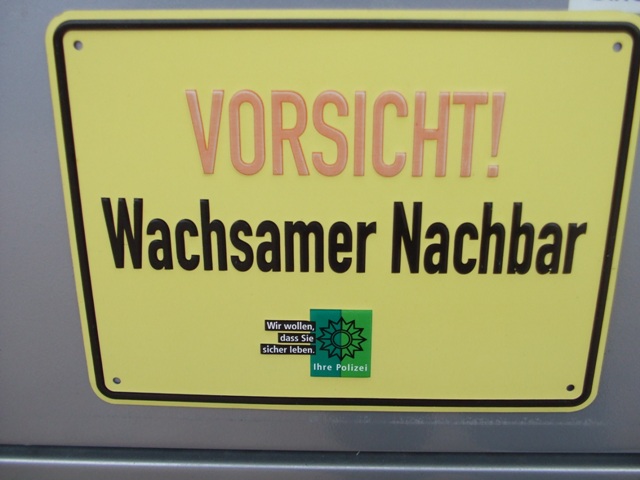 VORSICHT!
Wachsamer Nachbar
Wir wollen,
dass Sie
sicher leben.
Ihre Polizei